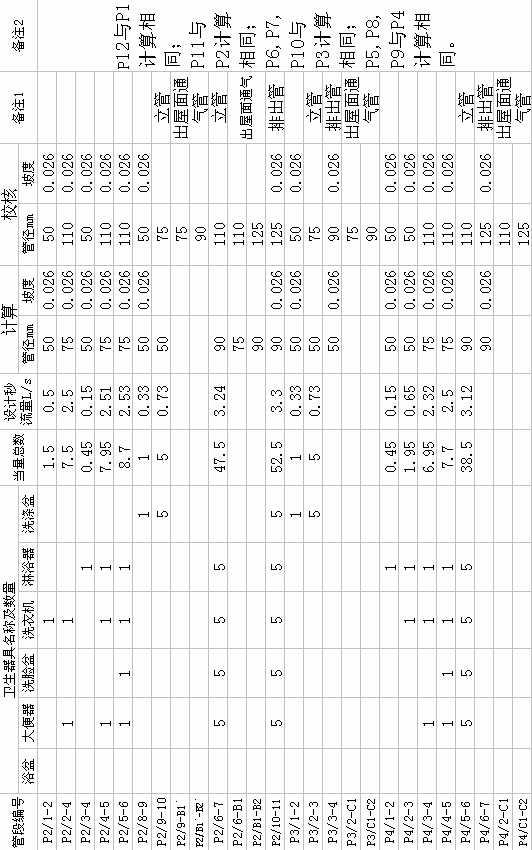 管段编号 卫生器具名称及数量 当量总数 设计秒流量L/s 计算 校核 备注1 备注2
浴盆 大便器 洗脸盆 洗衣机 淋浴器 洗涤盆 管径mm 坡度 管径mm 坡度
P2/1-2 1 1.5 0.5 50 0.026 50 0.026
P2/2-4 1 1 7.5 2.5 75 0.026 110 0.026
P2/3-4 1 0.45 0.15 50 0.026 50 0.026
P2/4-5 1 1 1 7.95 2.51 75 0.026 110 0.026
P2/5-6 1 1 1 1 8.7 2.53 75 0.026 110 0.026
P2/8-9 1 1 0.33 50 0.026 50 0.026
P2/9-10 5 5 0.73 50 75 立管
P2/9-B1` 75 出屋面通
P2/B1`-B2` 90 气管
P2/6-7 5 5 5 5 47.5 3.24 90 110 立管
P2/6-B1 75 110 出屋面通气
P2/B1-B2 90 125
P2/10-11 5 5 5 5 5 52.5 3.3 90 0.026 125 0.026 排出管
P3/1-2 1 1 0.33 50 0.026 50 0.026
P3/2-3 5 5 0.73 50 75 立管
P3/3-4 50 0.026 90 0.026 排出管
P3/2-C1 75 出屋面通
P3/C1-C2 90 气管
P4/1-2 1 0.45 0.15 50 0.026 50 0.026
P4/2-3 1 1 1.95 0.65 50 0.026 50 0.026
P4/3-4 1 1 1 6.95 2.32 75 0.026 110 0.026
P4/4-5 1 1 1 1 7.7 2.5 75 0.026 110 0.026
P4/5-6 5 5 5 5 38.5 3.12 90 110 立管
P4/6-7 90 0.026 125 0.026 排出管
P4/2-C1 110 出屋面通
P4/C1-C2 125 气管
P12与P1
计算相
同；
P11与
P2计算
相同；
P6, P7,
P10与
P3计算
相同；
P5, P8,
P9与P4
计算相
同。